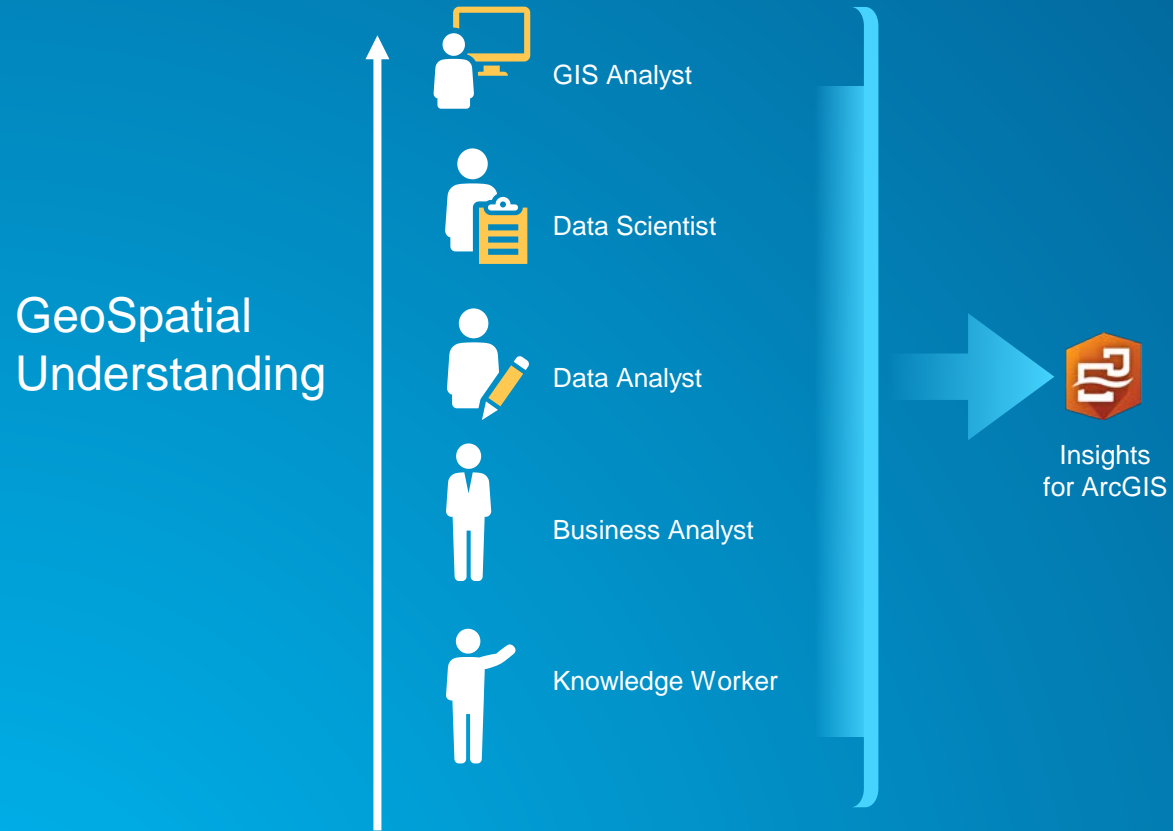 GIS Analyst
Data Scientist
GeoSpatial
Understanding
Data Analyst
Insights
for ArcGIS
Business Analyst
Knowledge Worker